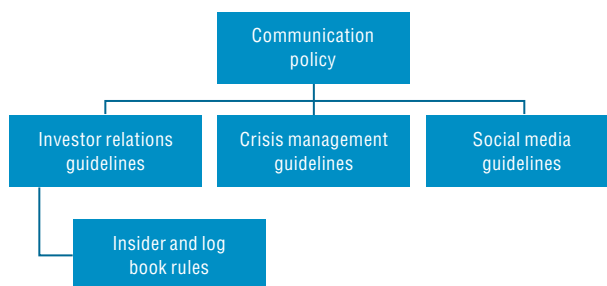 Communication
policy
Investor relations
guidelines
Crisis management
guidelines
Social media
guidelines
Insider and log
book rules